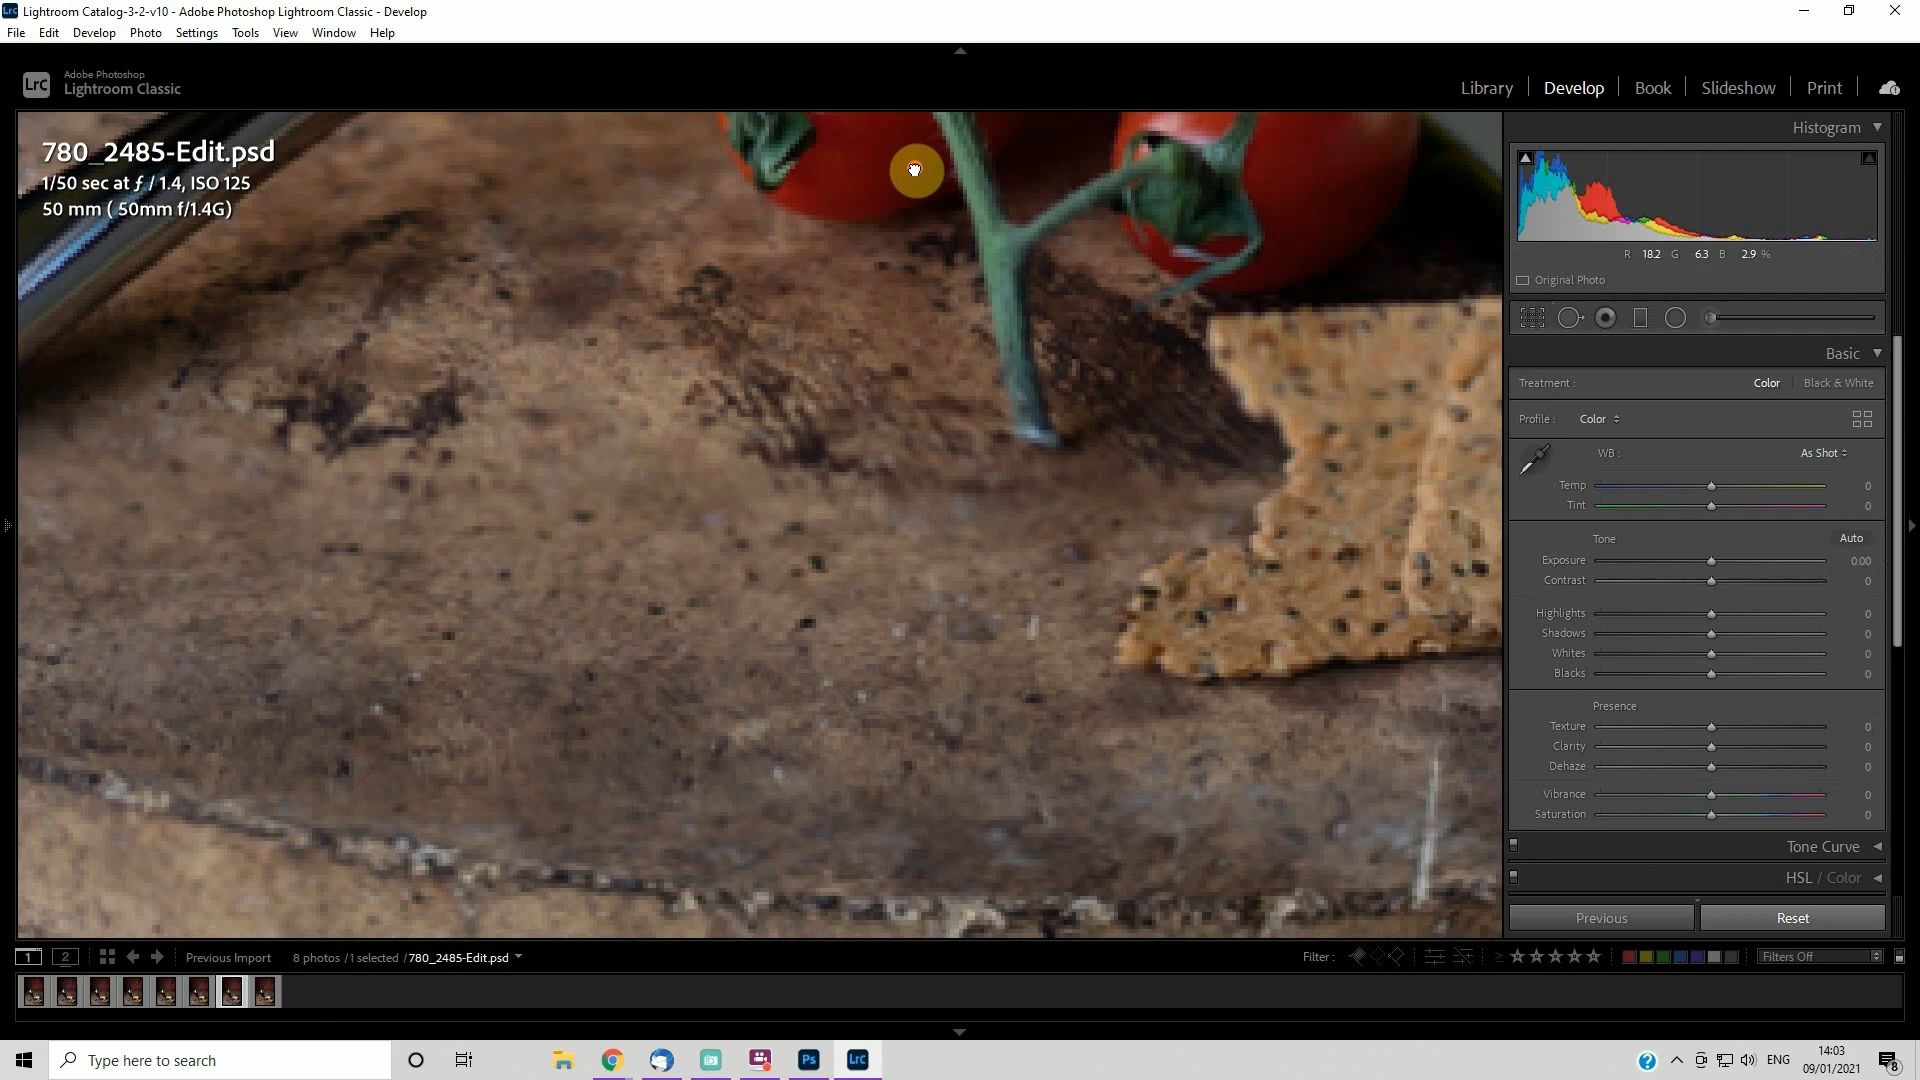 Lrc Lightroom Catalog-3-2-v10 - Adobe Photoshop Lightroom Classic - Develop
File Edit Develop Photo Settings Tools View Window Help
LrC Adobe Photoshop
Lightroom Classic
Library Develop Book Slideshow Print
780_2485-Edit.psd
1/50 sec at ƒ / 1.4, ISO 125
50 mm ( 50mm f/1.4G)
Histogram
R 18.2 G 6.3 B 2.9 %
Original Photo
Basic
Treatment : Color Black & White
Profile : Color
WB : As Shot
Temp 0
Tint 0
Tone Auto
Exposure 0.00
Contrast 0
Highlights 0
Shadows 0
Whites 0
Blacks 0
Presence
Texture 0
Clarity 0
Dehaze 0
Vibrance 0
Saturation 0
Tone Curve
HSL / Color
Previous Reset
1 2 Previous Import 8 photos / 1 selected / 780_2485-Edit.psd Filter : ≥ Filters Off
Type here to search
Ps LrC
ENG
14:03
09/01/2021
8